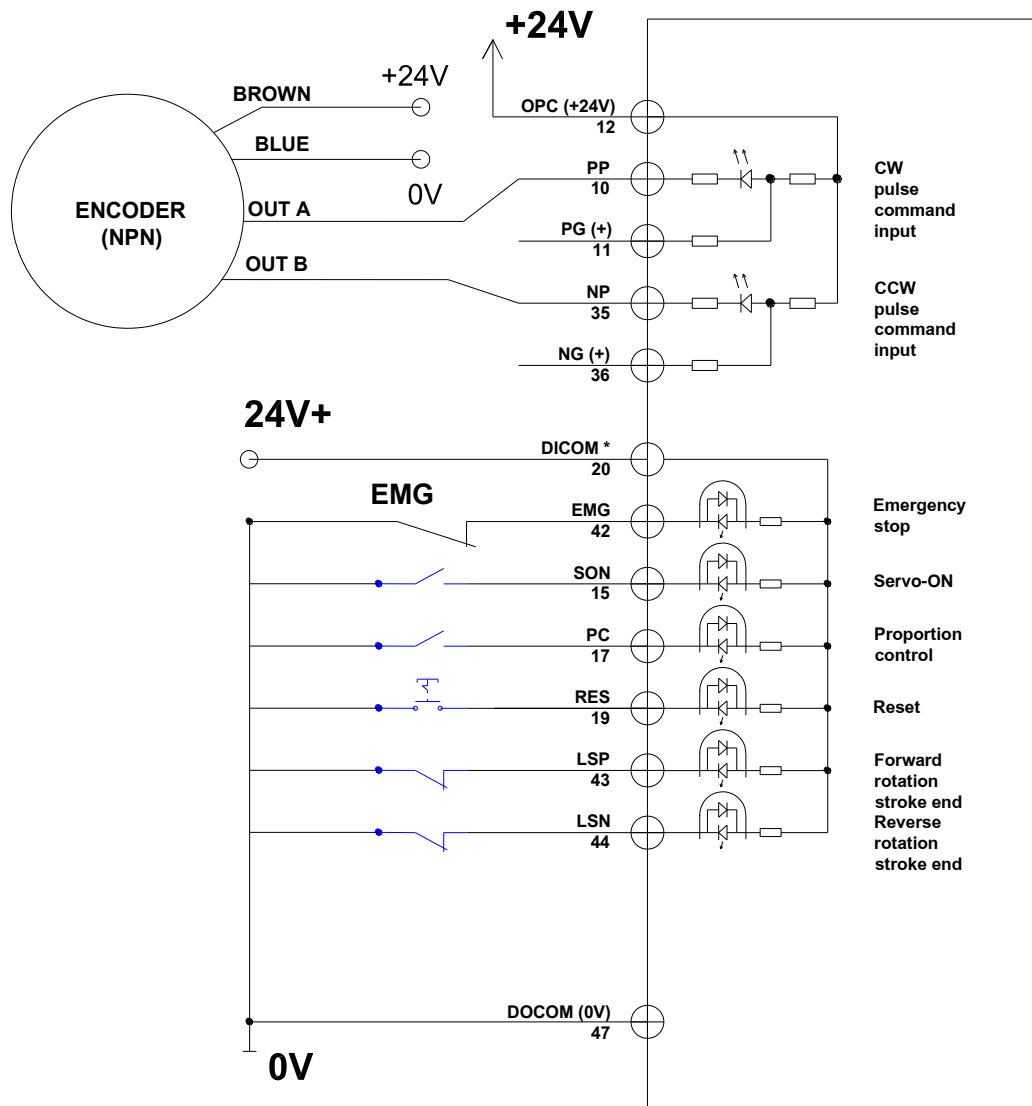 +24V
+24V
BROWN
OPC (+24V)
12
BLUE
0V
PP
10
CW
pulse
command
input
ENCODER
(NPN)
OUT A
PG (+)
11
OUT B
NP
35
CCW
pulse
command
input
NG (+)
36
24V+
DICOM *
20
EMG
EMG
42
Emergency
stop
SON
15
Servo-ON
PC
17
Proportion
control
RES
19
Reset
LSP
43
Forward
rotation
stroke end
LSN
44
Reverse
rotation
stroke end
DOCOM (0V)
47
0V